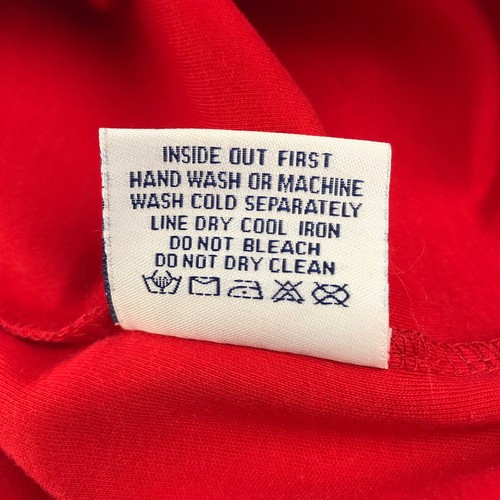 INSIDE OUT FIRST
HAND WASH OR MACHINE
WASH COLD SEPARATELY
LINE DRY COOL IRON
DO NOT BLEACH
DO NOT DRY CLEAN